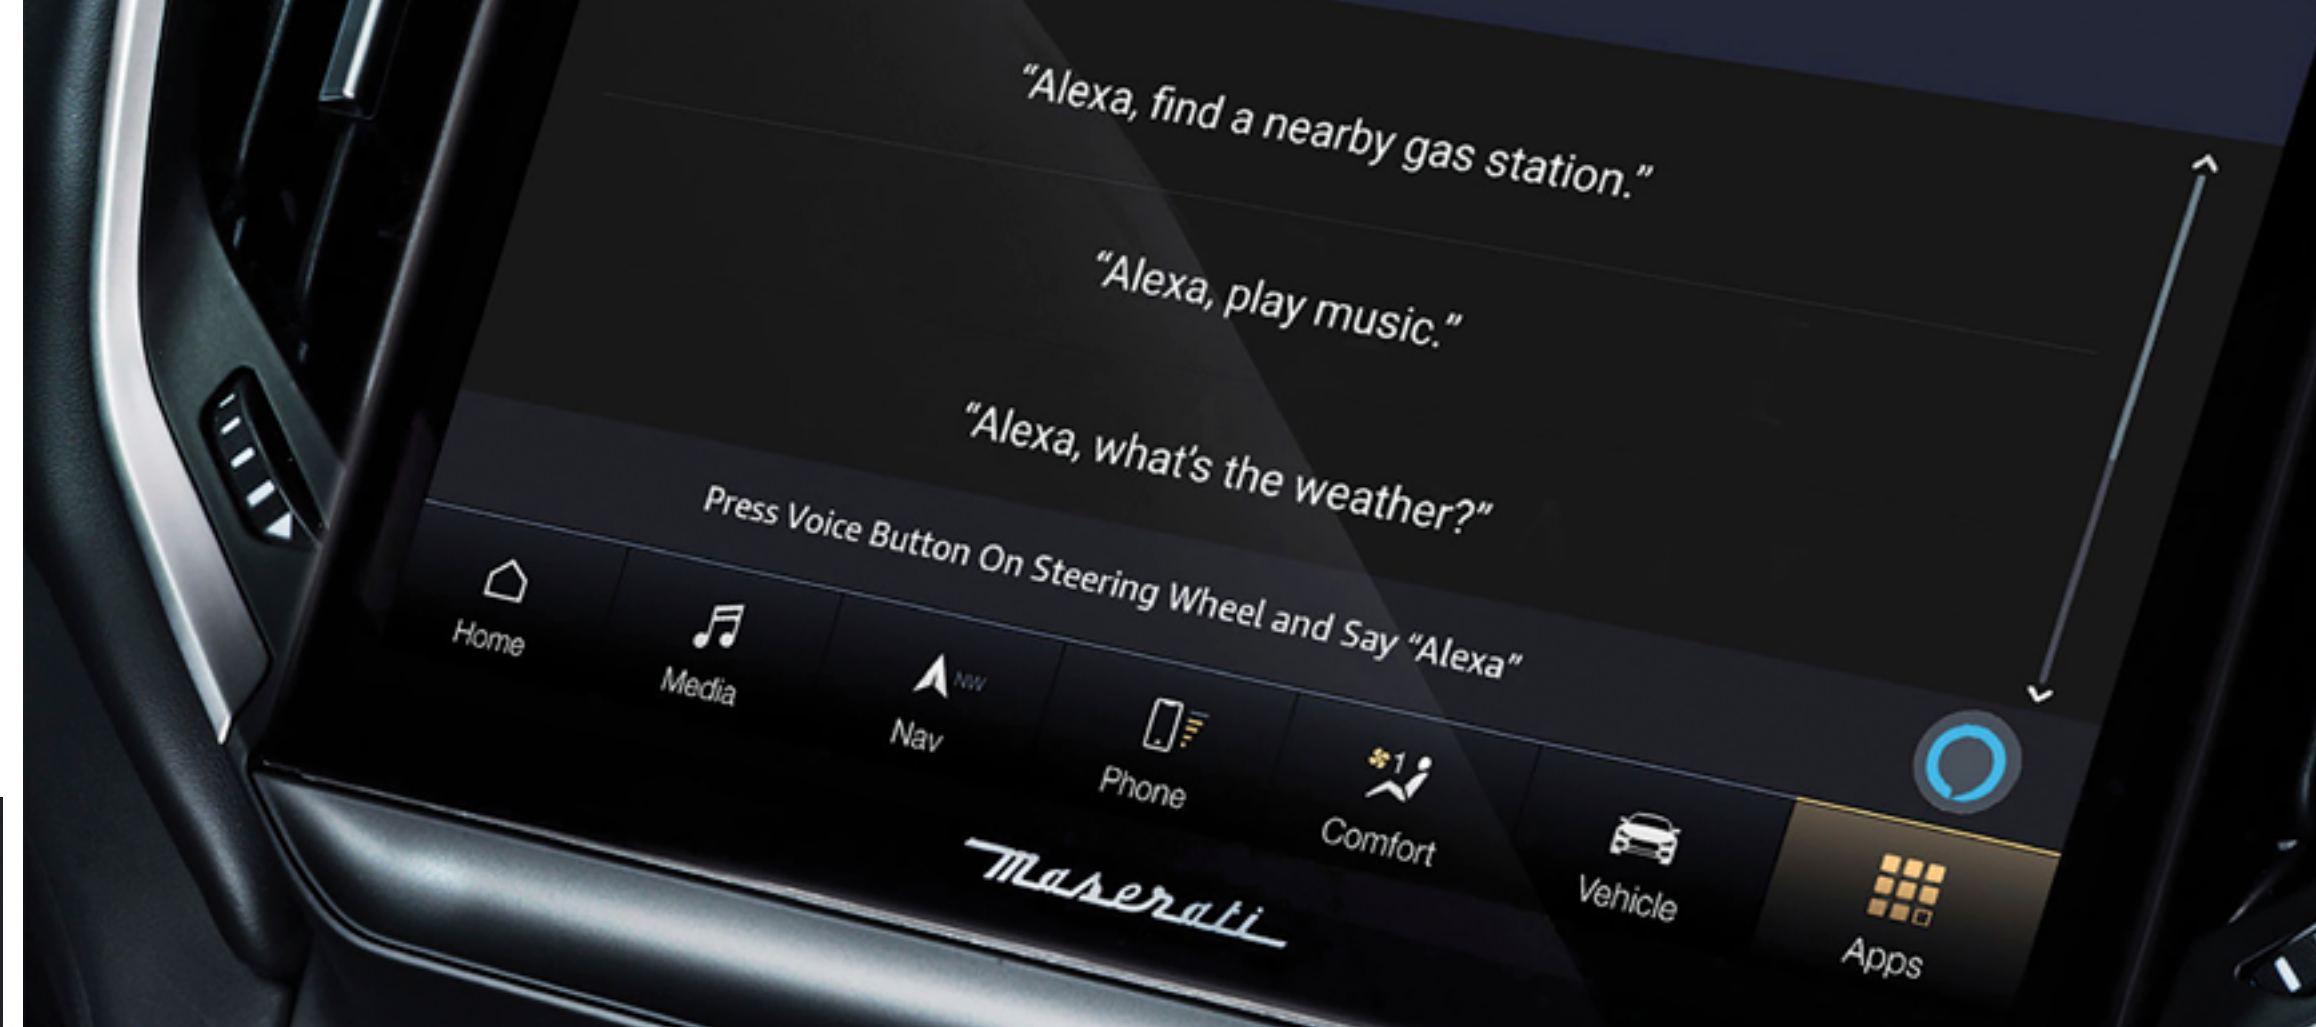 “Alexa, find a nearby gas station.”
“Alexa, play music.”
“Alexa, what’s the weather?”
Press Voice Button On Steering Wheel and Say “Alexa”
Home
Media
NW
Nav
Phone
1
Comfort
Vehicle
Apps
Maserati